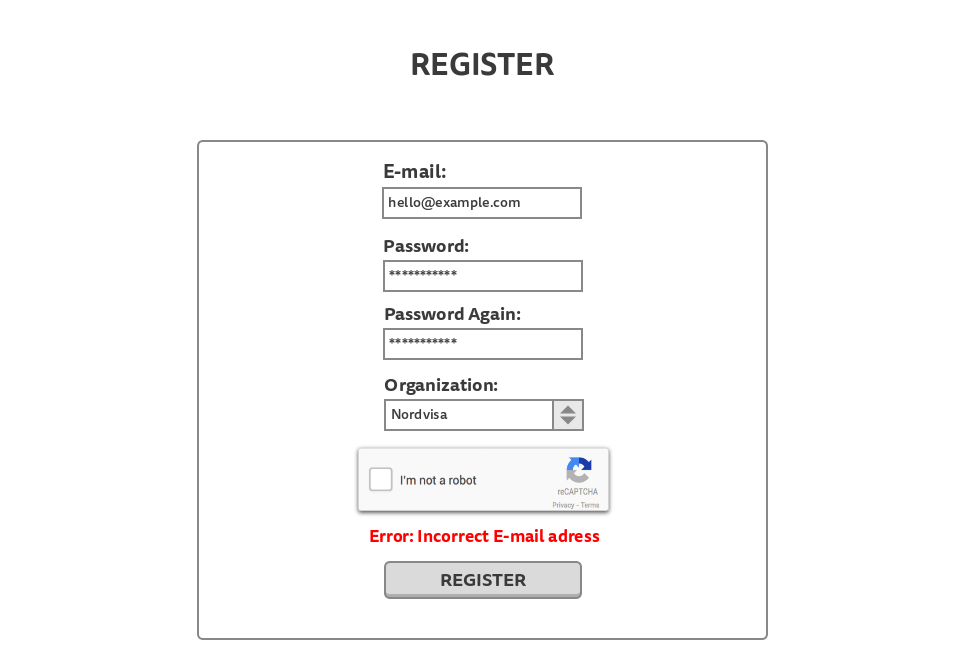 REGISTER
E-mail:
hello@example.com
Password:
***********
Password Again:
***********
Organization:
Nordvisa
I'm not a robot
reCAPTCHA
Privacy - Terms
Error: Incorrect E-mail adress
REGISTER